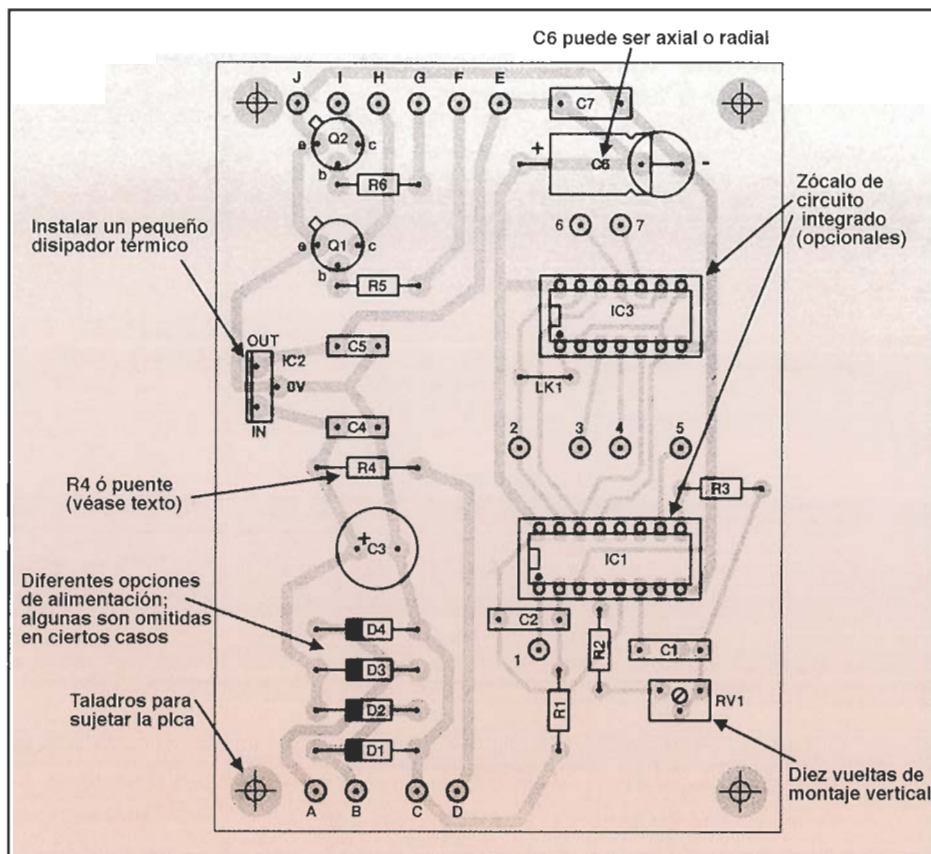 C6 puede ser axial o radial
J I H G F E
C7
Q2
e c
b
+ C6 -
R6
Zócalo de
circuito
integrado
(opcionales)
Instalar un pequeño
disipador térmico
6 7
Q1
e c
b
R5
IC3
OUT
IC2
0V
IN
C5
LK1
C4
2 3 4 5
R4 ó puente
(véase texto)
R4
R3
+
C3
IC1
Diferentes opciones
de alimentación;
algunas son omitidas
en ciertos casos
C2
D4
R2
1
C1
D3
Taladros para
sujetar la plca
D2
R1
RV1
D1
Diez vueltas de
montaje vertical
A B C D